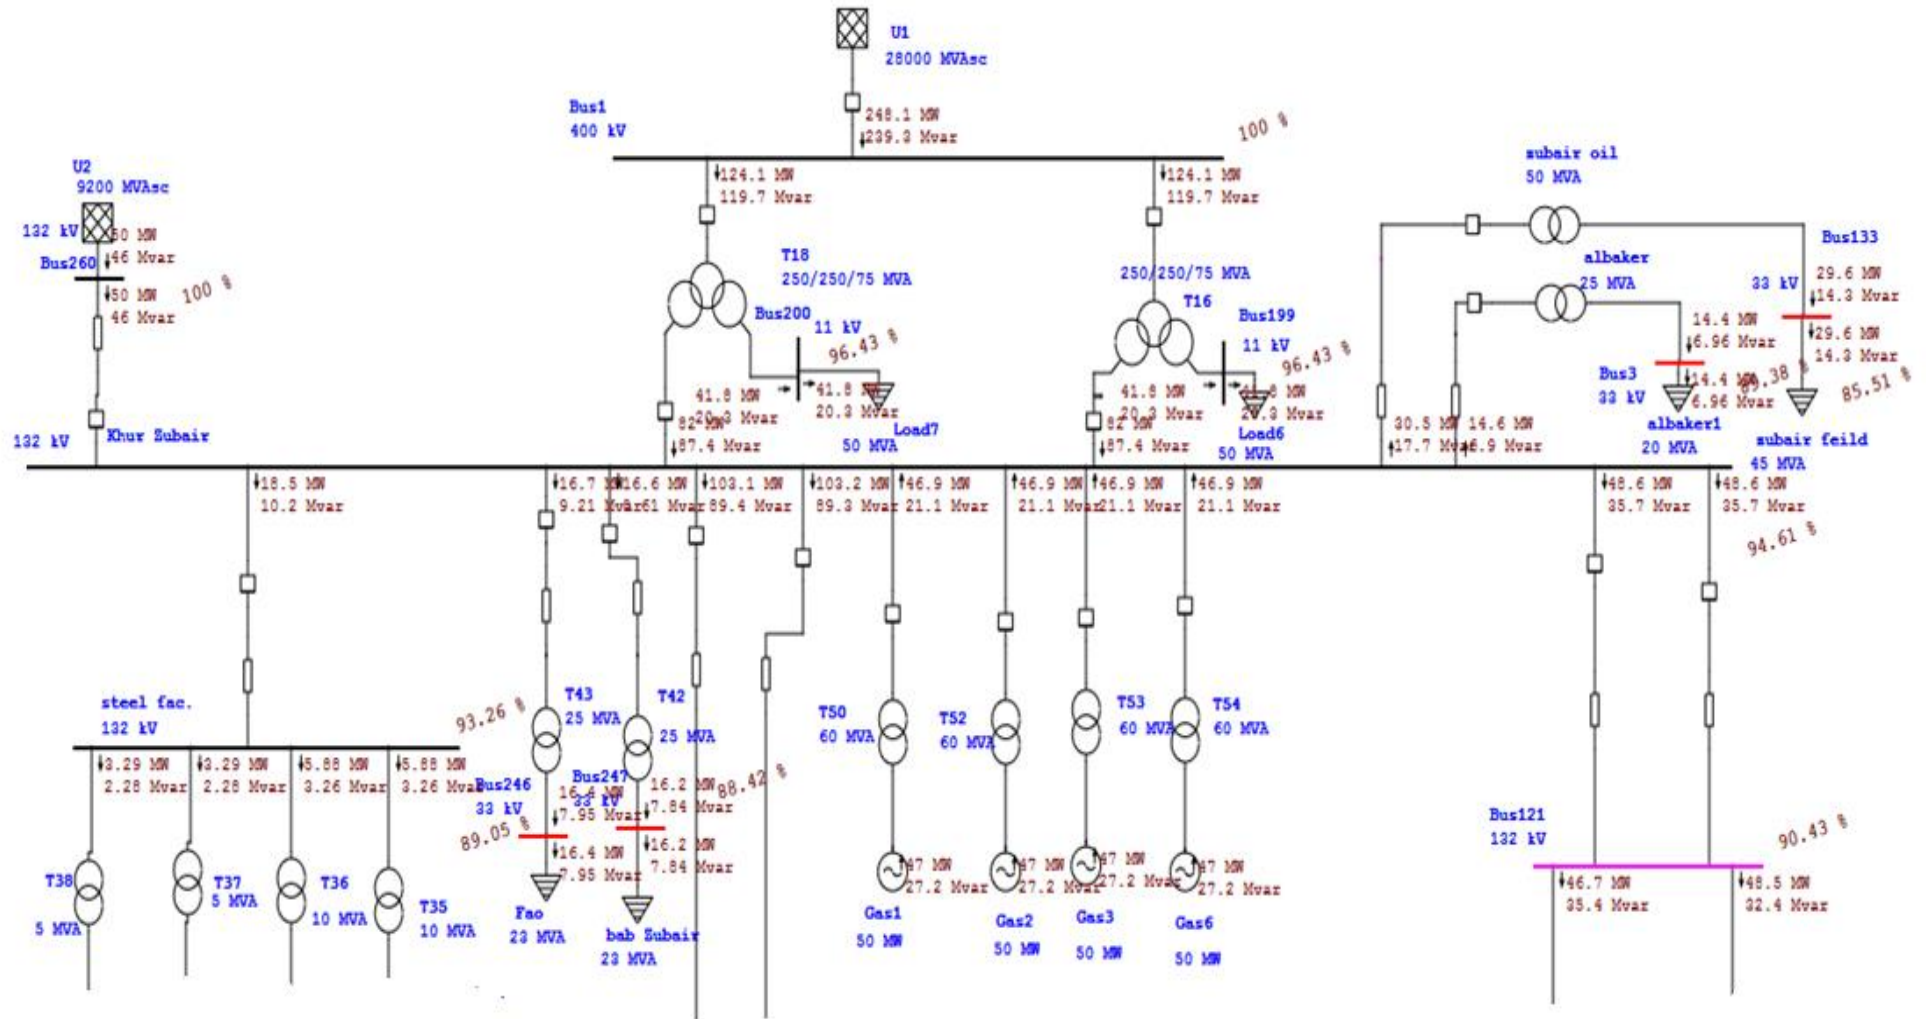 U1
28000 MVAsc
248.1 MW
239.3 Mvar
Bus1
400 kV
100 %
124.1 MW
119.7 Mvar
124.1 MW
119.7 Mvar
U2
9200 MVAsc
132 kV
50 MW
46 Mvar
Bus260
50 MW
46 Mvar
100 %
T18
250/250/75 MVA
Bus200
11 kV
96.43 %
41.8 MW
20.3 Mvar
41.8 MW
20.3 Mvar
Load7
50 MVA
82 MW
87.4 Mvar
250/250/75 MVA
T16
Bus199
11 kV
96.43 %
41.8 MW
20.3 Mvar
Load6
50 MVA
82 MW
87.4 Mvar
zubair oil
50 MVA
albaker
25 MVA
Bus133
33 kV
29.6 MW
14.3 Mvar
29.6 MW
14.3 Mvar
85.51 %
14.4 MW
6.96 Mvar
Bus3
33 kV
14.4 MW
6.96 Mvar
albaker1
20 MVA
zubair feild
45 MVA
30.5 MW
17.7 Mvar
14.6 MW
132 kV
Khur Zubair
18.5 MW
10.2 Mvar
16.7 MW
9.21 Mvar
16.6 MW
103.1 MW
89.4 Mvar
103.2 MW
89.3 Mvar
46.9 MW
21.1 Mvar
46.9 MW
21.1 Mvar
46.9 MW
21.1 Mvar
46.9 MW
21.1 Mvar
48.6 MW
35.7 Mvar
48.6 MW
35.7 Mvar
94.61 %
steel fac.
132 kV
93.26 %
3.29 MW
2.28 Mvar
3.29 MW
2.28 Mvar
5.88 MW
3.26 Mvar
5.88 MW
3.26 Mvar
T38
5 MVA
T37
5 MVA
T36
10 MVA
T35
10 MVA
T43
25 MVA
T42
25 MVA
Bus246
33 kV
89.05 %
16.4 MW
7.95 Mvar
16.4 MW
7.95 Mvar
Fao
23 MVA
Bus247
33 kV
88.42 %
16.2 MW
7.84 Mvar
16.2 MW
7.84 Mvar
bab Zubair
23 MVA
T50
60 MVA
T52
60 MVA
T53
60 MVA
T54
60 MVA
47 MW
27.2 Mvar
47 MW
27.2 Mvar
47 MW
27.2 Mvar
47 MW
27.2 Mvar
Gas1
50 MW
Gas2
50 MW
Gas3
50 MW
Gas6
50 MW
Bus121
132 kV
90.43 %
46.7 MW
35.4 Mvar
48.5 MW
32.4 Mvar